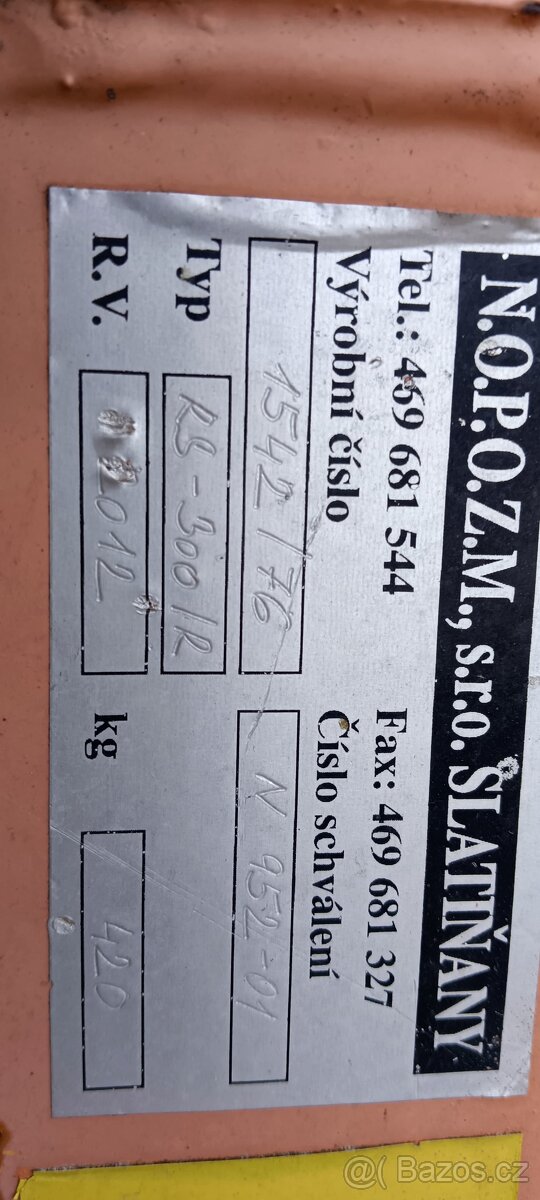 N.O.P.O.Z.M., s.r.o. SLATIŇANY
Tel.: 469 681 544 Fax: 469 681 327
Výrobní číslo Číslo schválení
1542/76 N 952-01
Typ RS-300/R
R.V. 2012 kg 420
@( Bazoš.cz